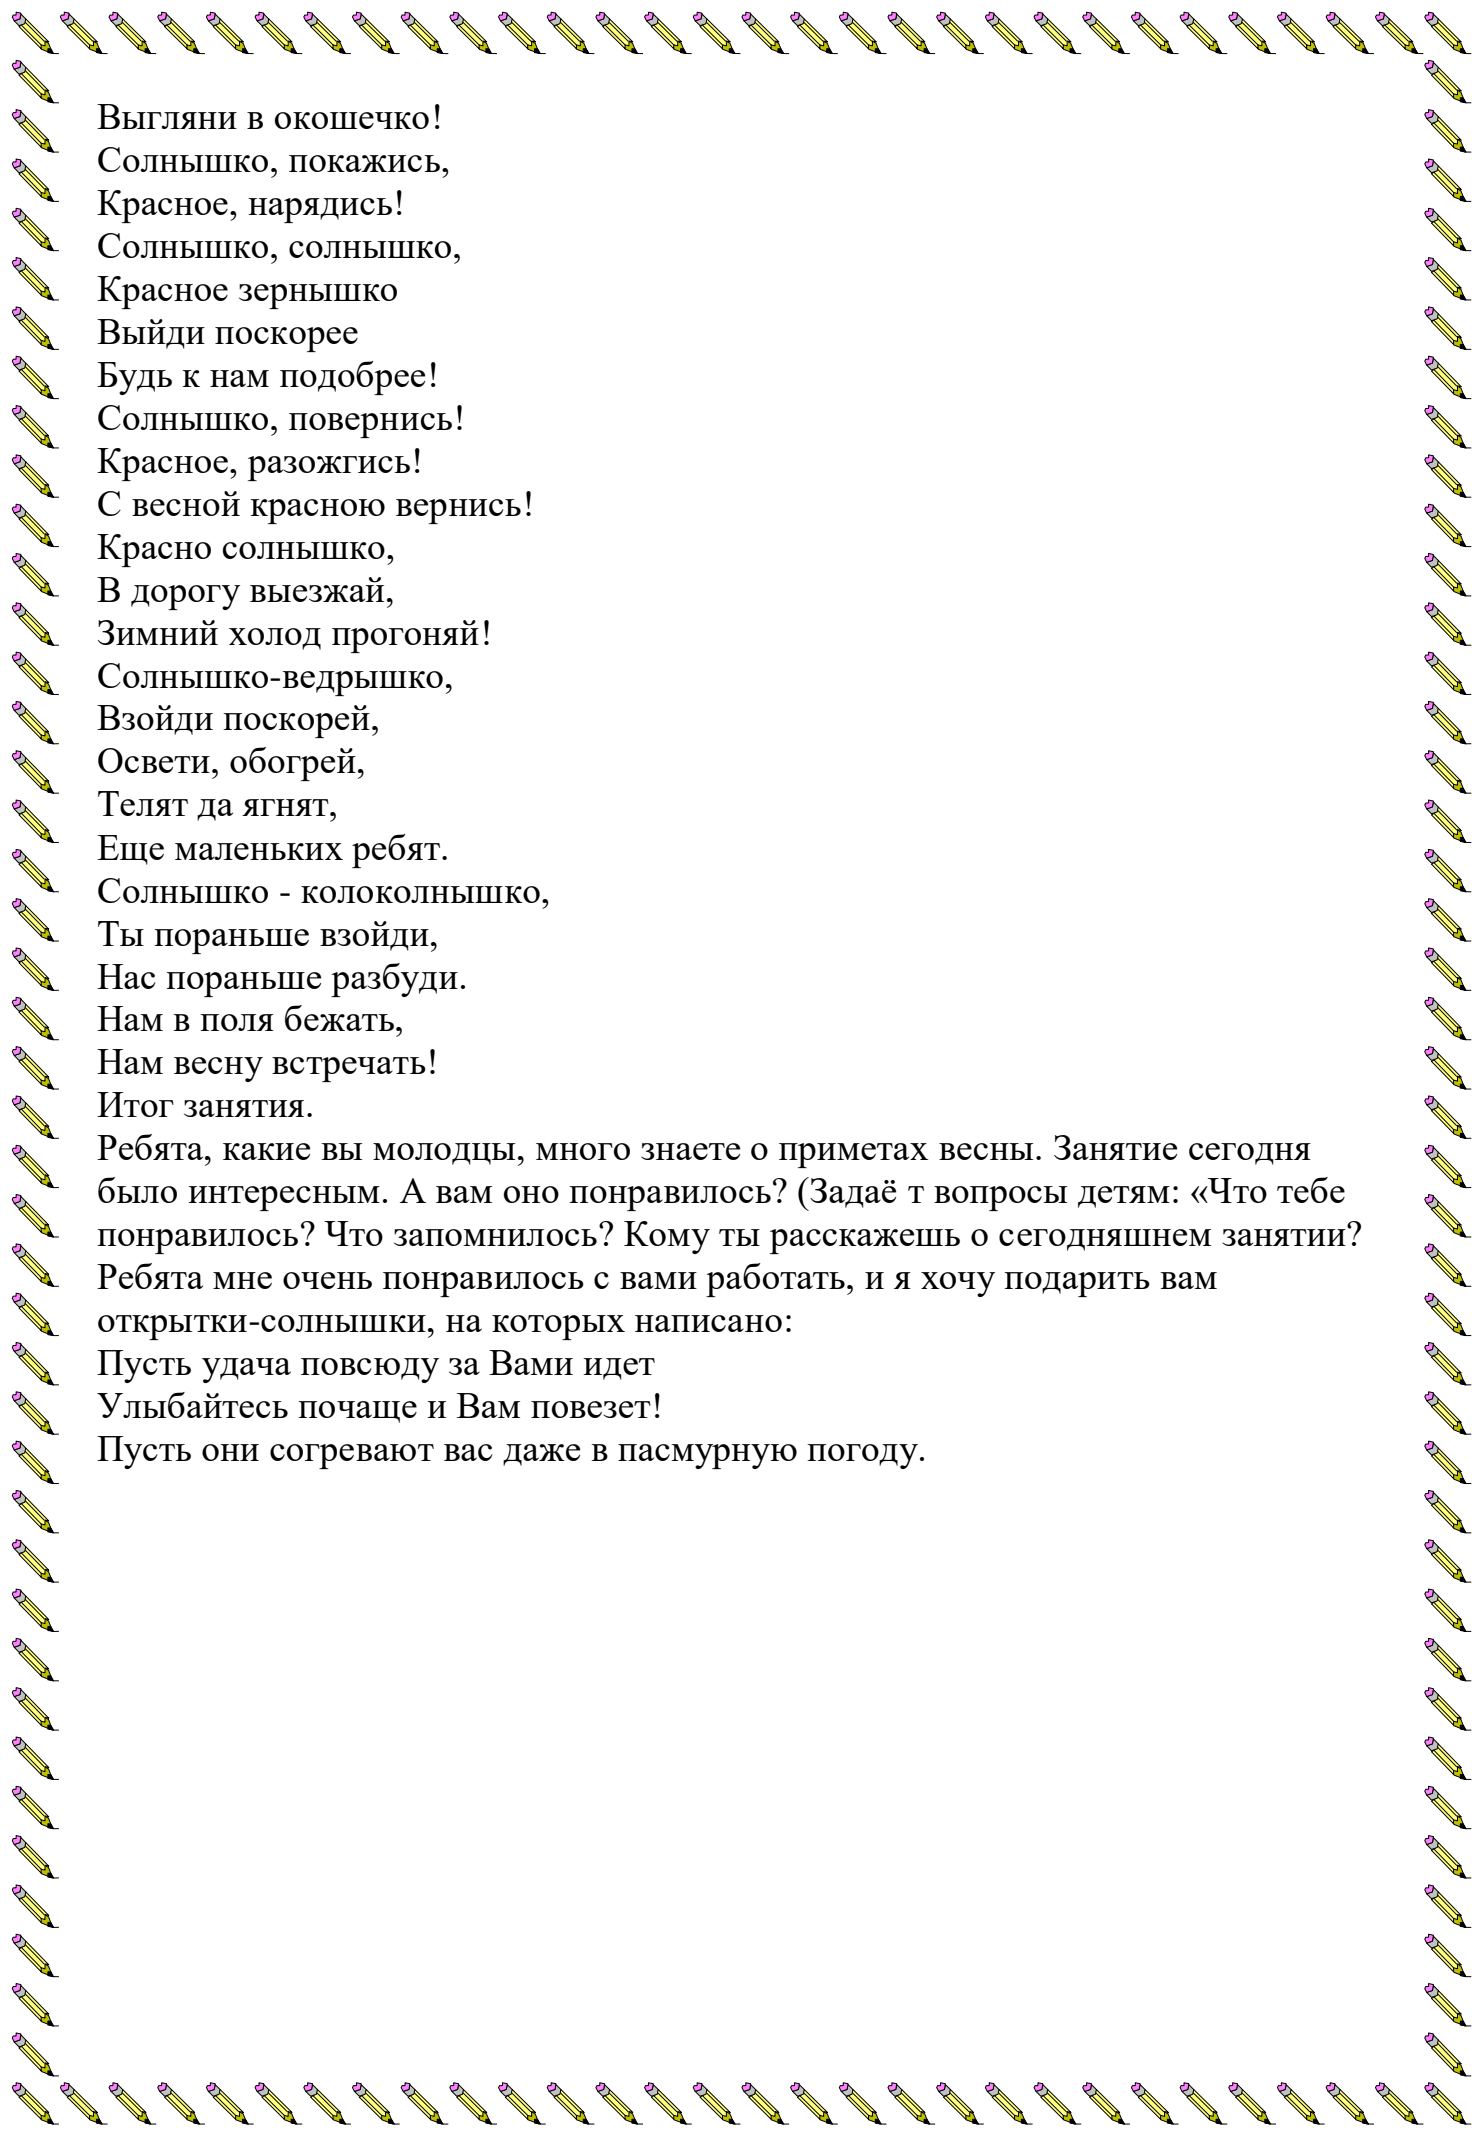 Выгляни в окошечко!
Солнышко, покажись,
Красное, нарядись!
Солнышко, солнышко,
Красное зернышко
Выйди поскорее
Будь к нам подобрее!
Солнышко, повернись!
Красное, разожгись!
С весной красною вернись!
Красно солнышко,
В дорогу выезжай,
Зимний холод прогоняй!
Солнышко-ведрышко,
Взойди поскорей,
Освети, обогрей,
Телят да ягнят,
Еще маленьких ребят.
Солнышко - колоколнышко,
Ты пораньше взойди,
Нас пораньше разбуди.
Нам в поля бежать,
Нам весну встречать!
Итог занятия.
Ребята, какие вы молодцы, много знаете о приметах весны. Занятие сегодня
было интересным. А вам оно понравилось? (Задаё т вопросы детям: «Что тебе
понравилось? Что запомнилось? Кому ты расскажешь о сегодняшнем занятии?
Ребята мне очень понравилось с вами работать, и я хочу подарить вам
открытки-солнышки, на которых написано:
Пусть удача повсюду за Вами идет
Улыбайтесь почаще и Вам повезет!
Пусть они согревают вас даже в пасмурную погоду.